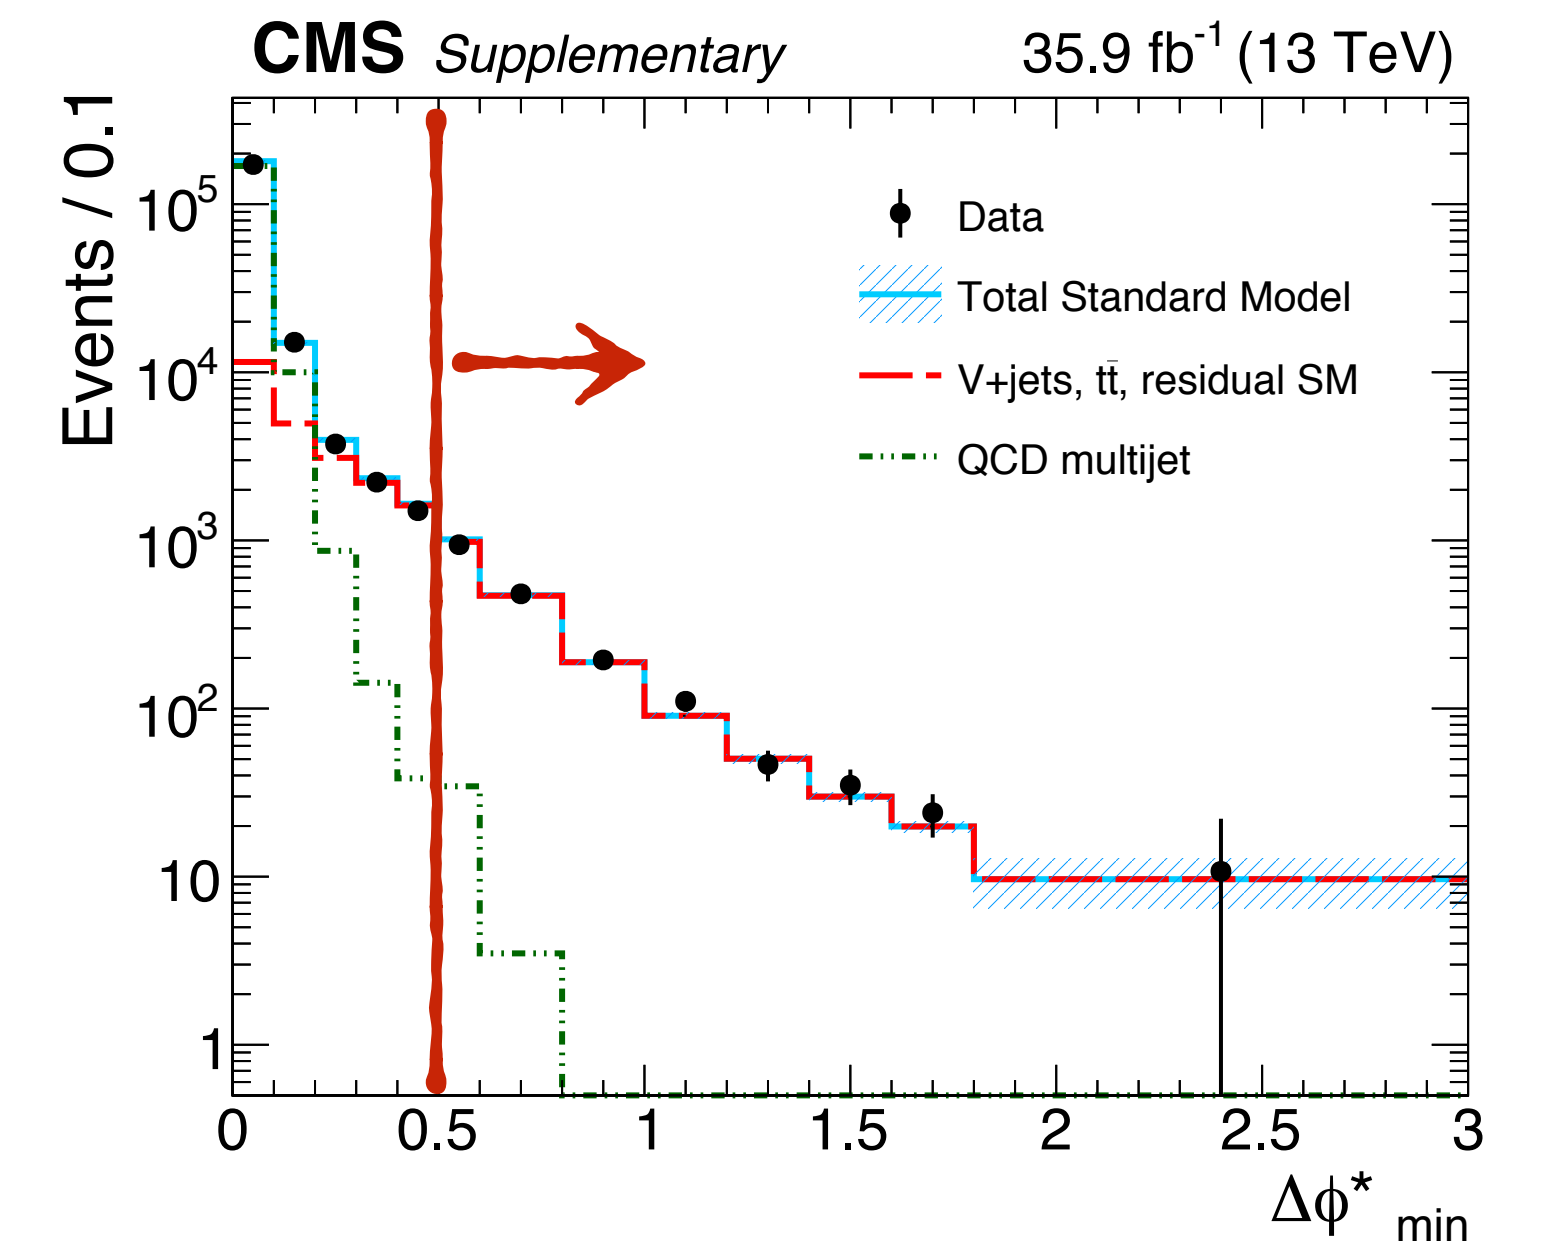 CMS Supplementary 35.9 fb⁻¹ (13 TeV)
Events / 0.1
10⁵
10⁴
10³
10²
10
1
Data
Total Standard Model
V+jets, tt̄, residual SM
QCD multijet
0 0.5 1 1.5 2 2.5 3
Δϕ* min